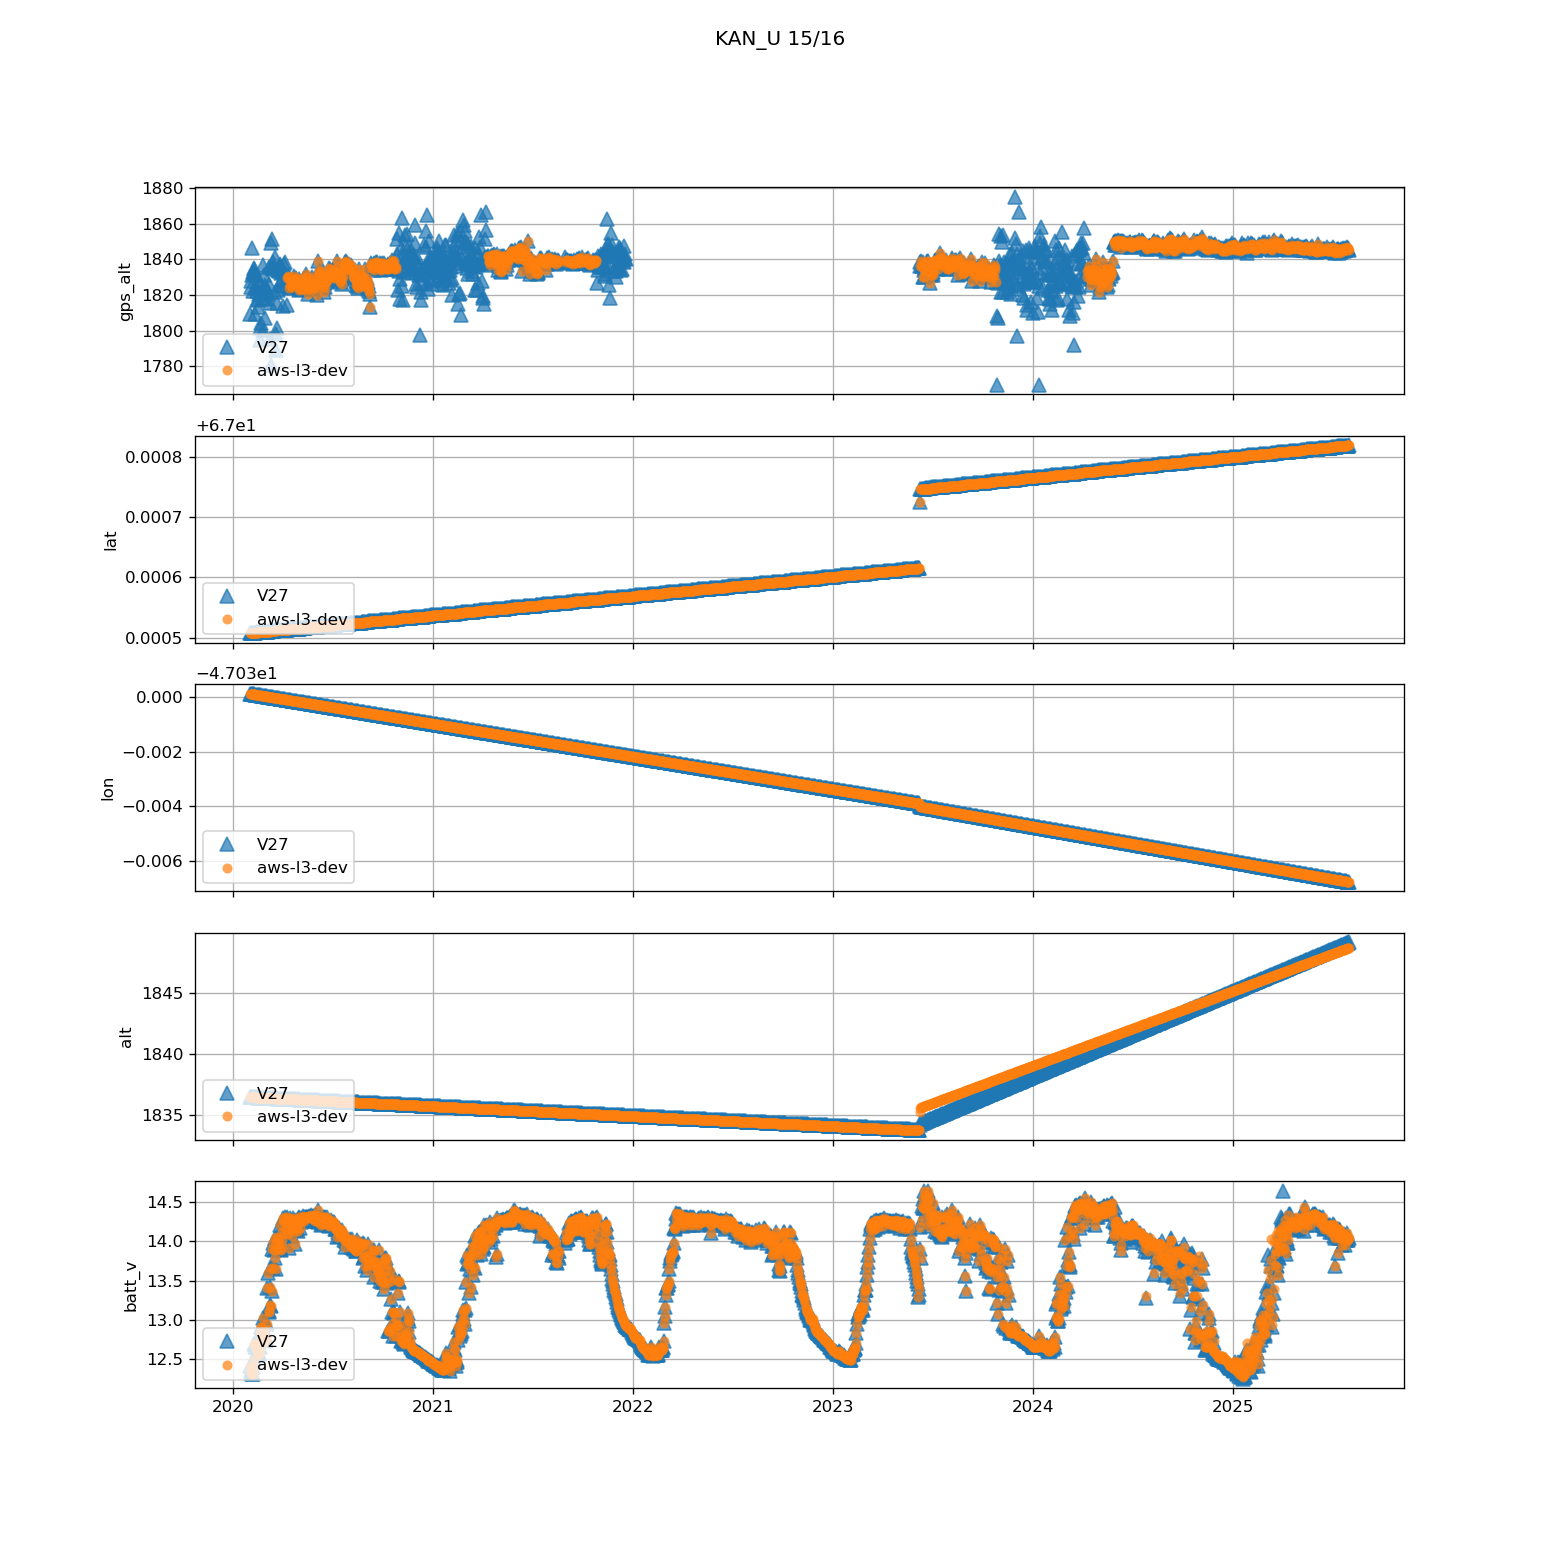 KAN_U 15/16
1880
1860
1840
1820
1800
1780
gps_alt
V27
aws-l3-dev
+6.7e1
0.0008
0.0007
0.0006
0.0005
lat
V27
aws-l3-dev
−4.703e1
0.000
−0.002
−0.004
−0.006
lon
V27
aws-l3-dev
1845
1840
1835
alt
V27
aws-l3-dev
14.5
14.0
13.5
13.0
12.5
batt_v
V27
aws-l3-dev
2020 2021 2022 2023 2024 2025